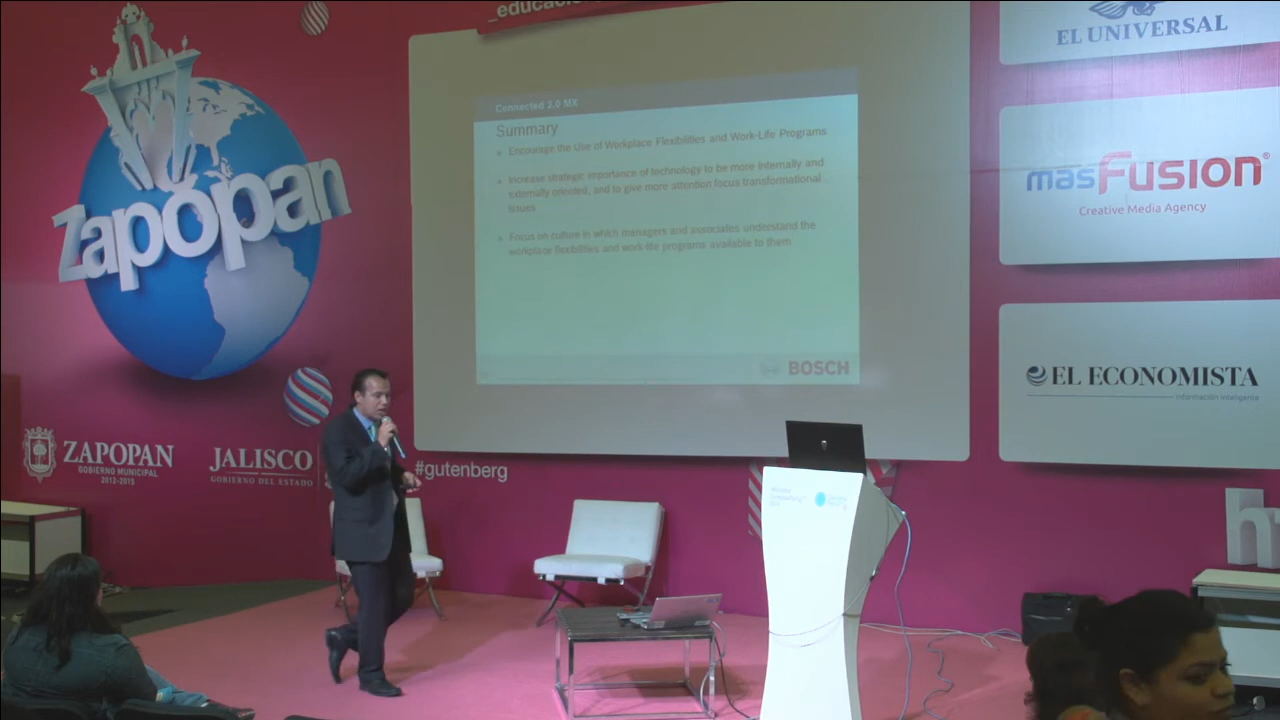 _educació
EL UNIVERSAL
Connected 2.0 MX
Summary
Encourage the Use of Workplace Flexibilities and Work-Life Programs
Increase strategic importance of technology to be more internally and
externally oriented, and to give more attention focus transformational
issues
Focus on culture in which managers and associates understand the
workplace flexibilities and work-life programs available to them
BOSCH
masFusion®
Creative Media Agency
Zapopan
EL ECONOMISTA
información inteligente
ZAPOPAN
GOBIERNO MUNICIPAL
2012-2015
JALISCO
GOBIERNO DEL ESTADO
#gutenberg